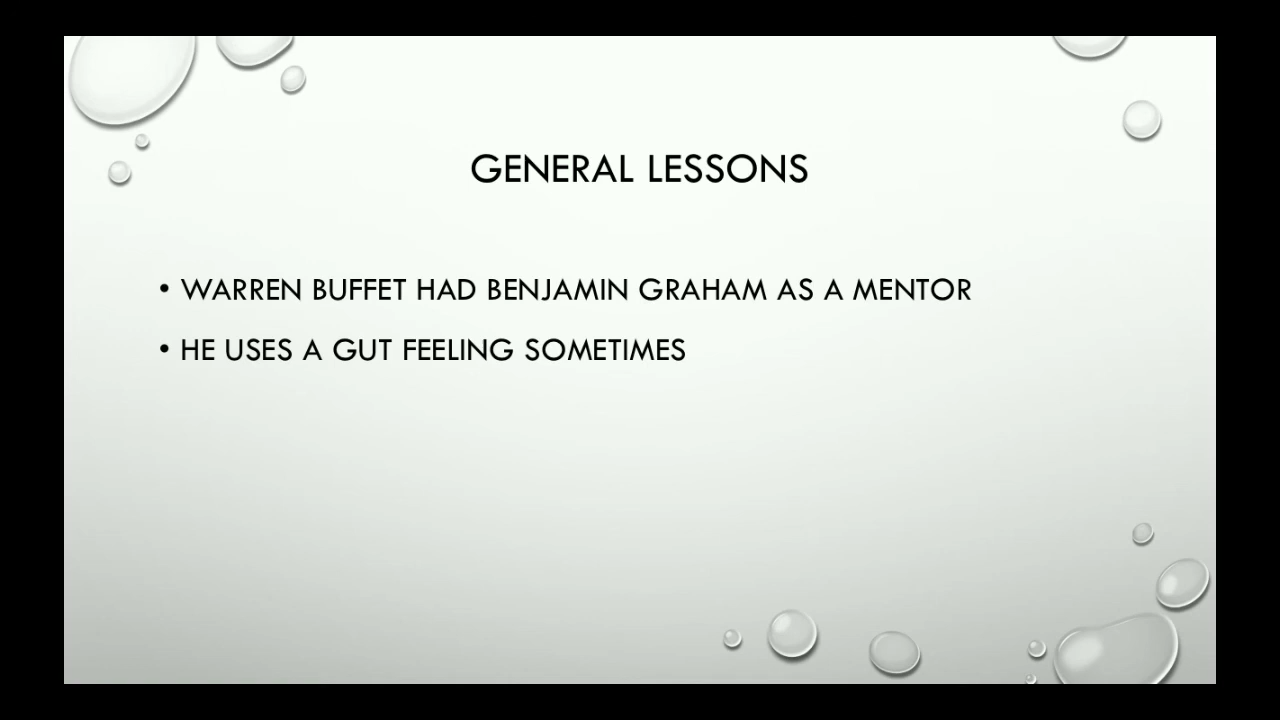 GENERAL LESSONS
• WARREN BUFFET HAD BENJAMIN GRAHAM AS A MENTOR
• HE USES A GUT FEELING SOMETIMES